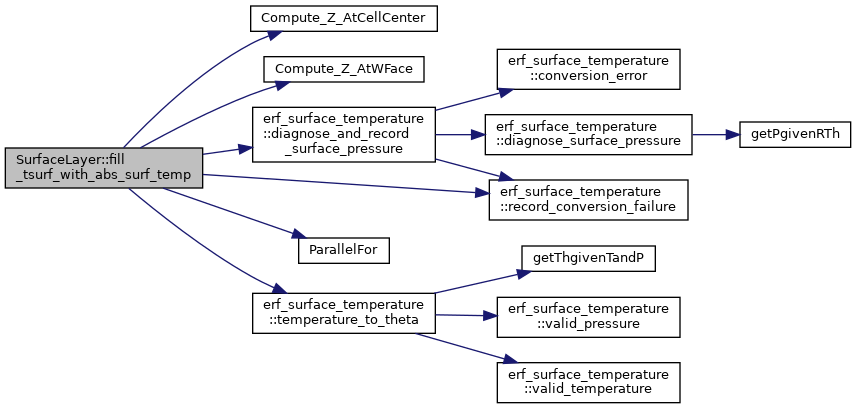 SurfaceLayer::fill
_tsurf_with_abs_surf_temp
Compute_Z_AtCellCenter
Compute_Z_AtWFace
erf_surface_temperature
::diagnose_and_record
_surface_pressure
erf_surface_temperature
::conversion_error
erf_surface_temperature
::diagnose_surface_pressure
getPgivenRTh
erf_surface_temperature
::record_conversion_failure
ParallelFor
erf_surface_temperature
::temperature_to_theta
getThgivenTandP
erf_surface_temperature
::valid_pressure
erf_surface_temperature
::valid_temperature